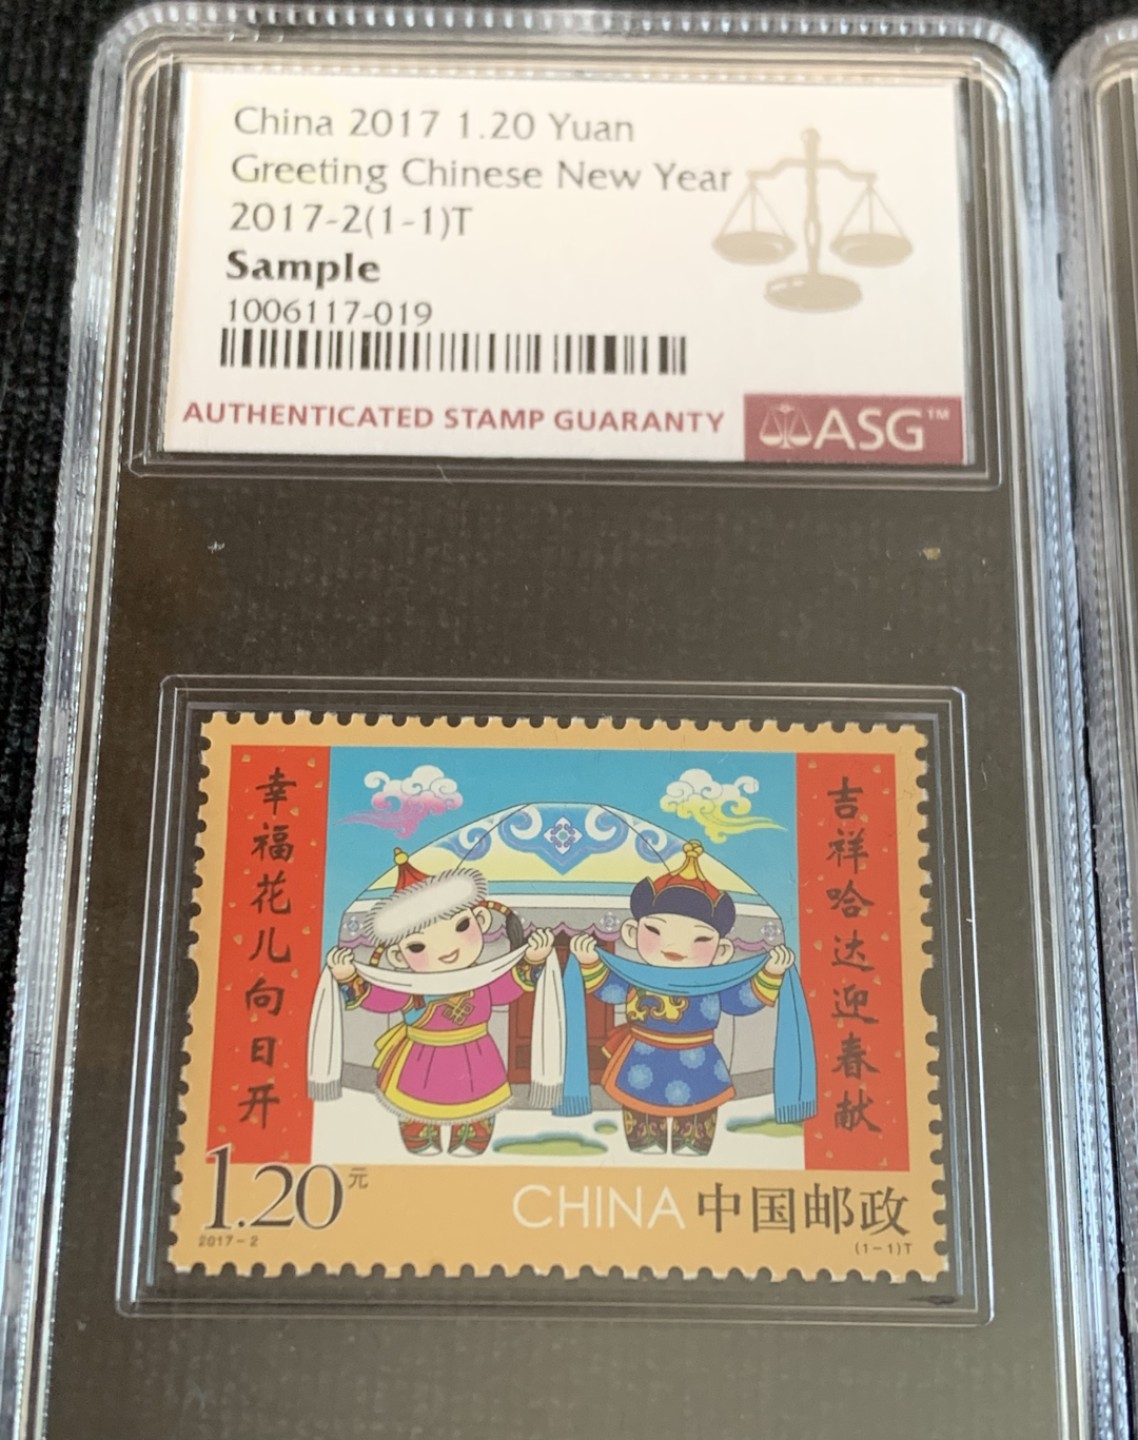 China 2017 1.20 Yuan
Greeting Chinese New Year
2017-2(1-1)T
Sample
1006117-019
AUTHENTICATED STAMP GUARANTY
ASG™
吉祥哈达迎春献
幸福花儿向日开
1.20元
CHINA 中国邮政
2017-2
(1-1)T